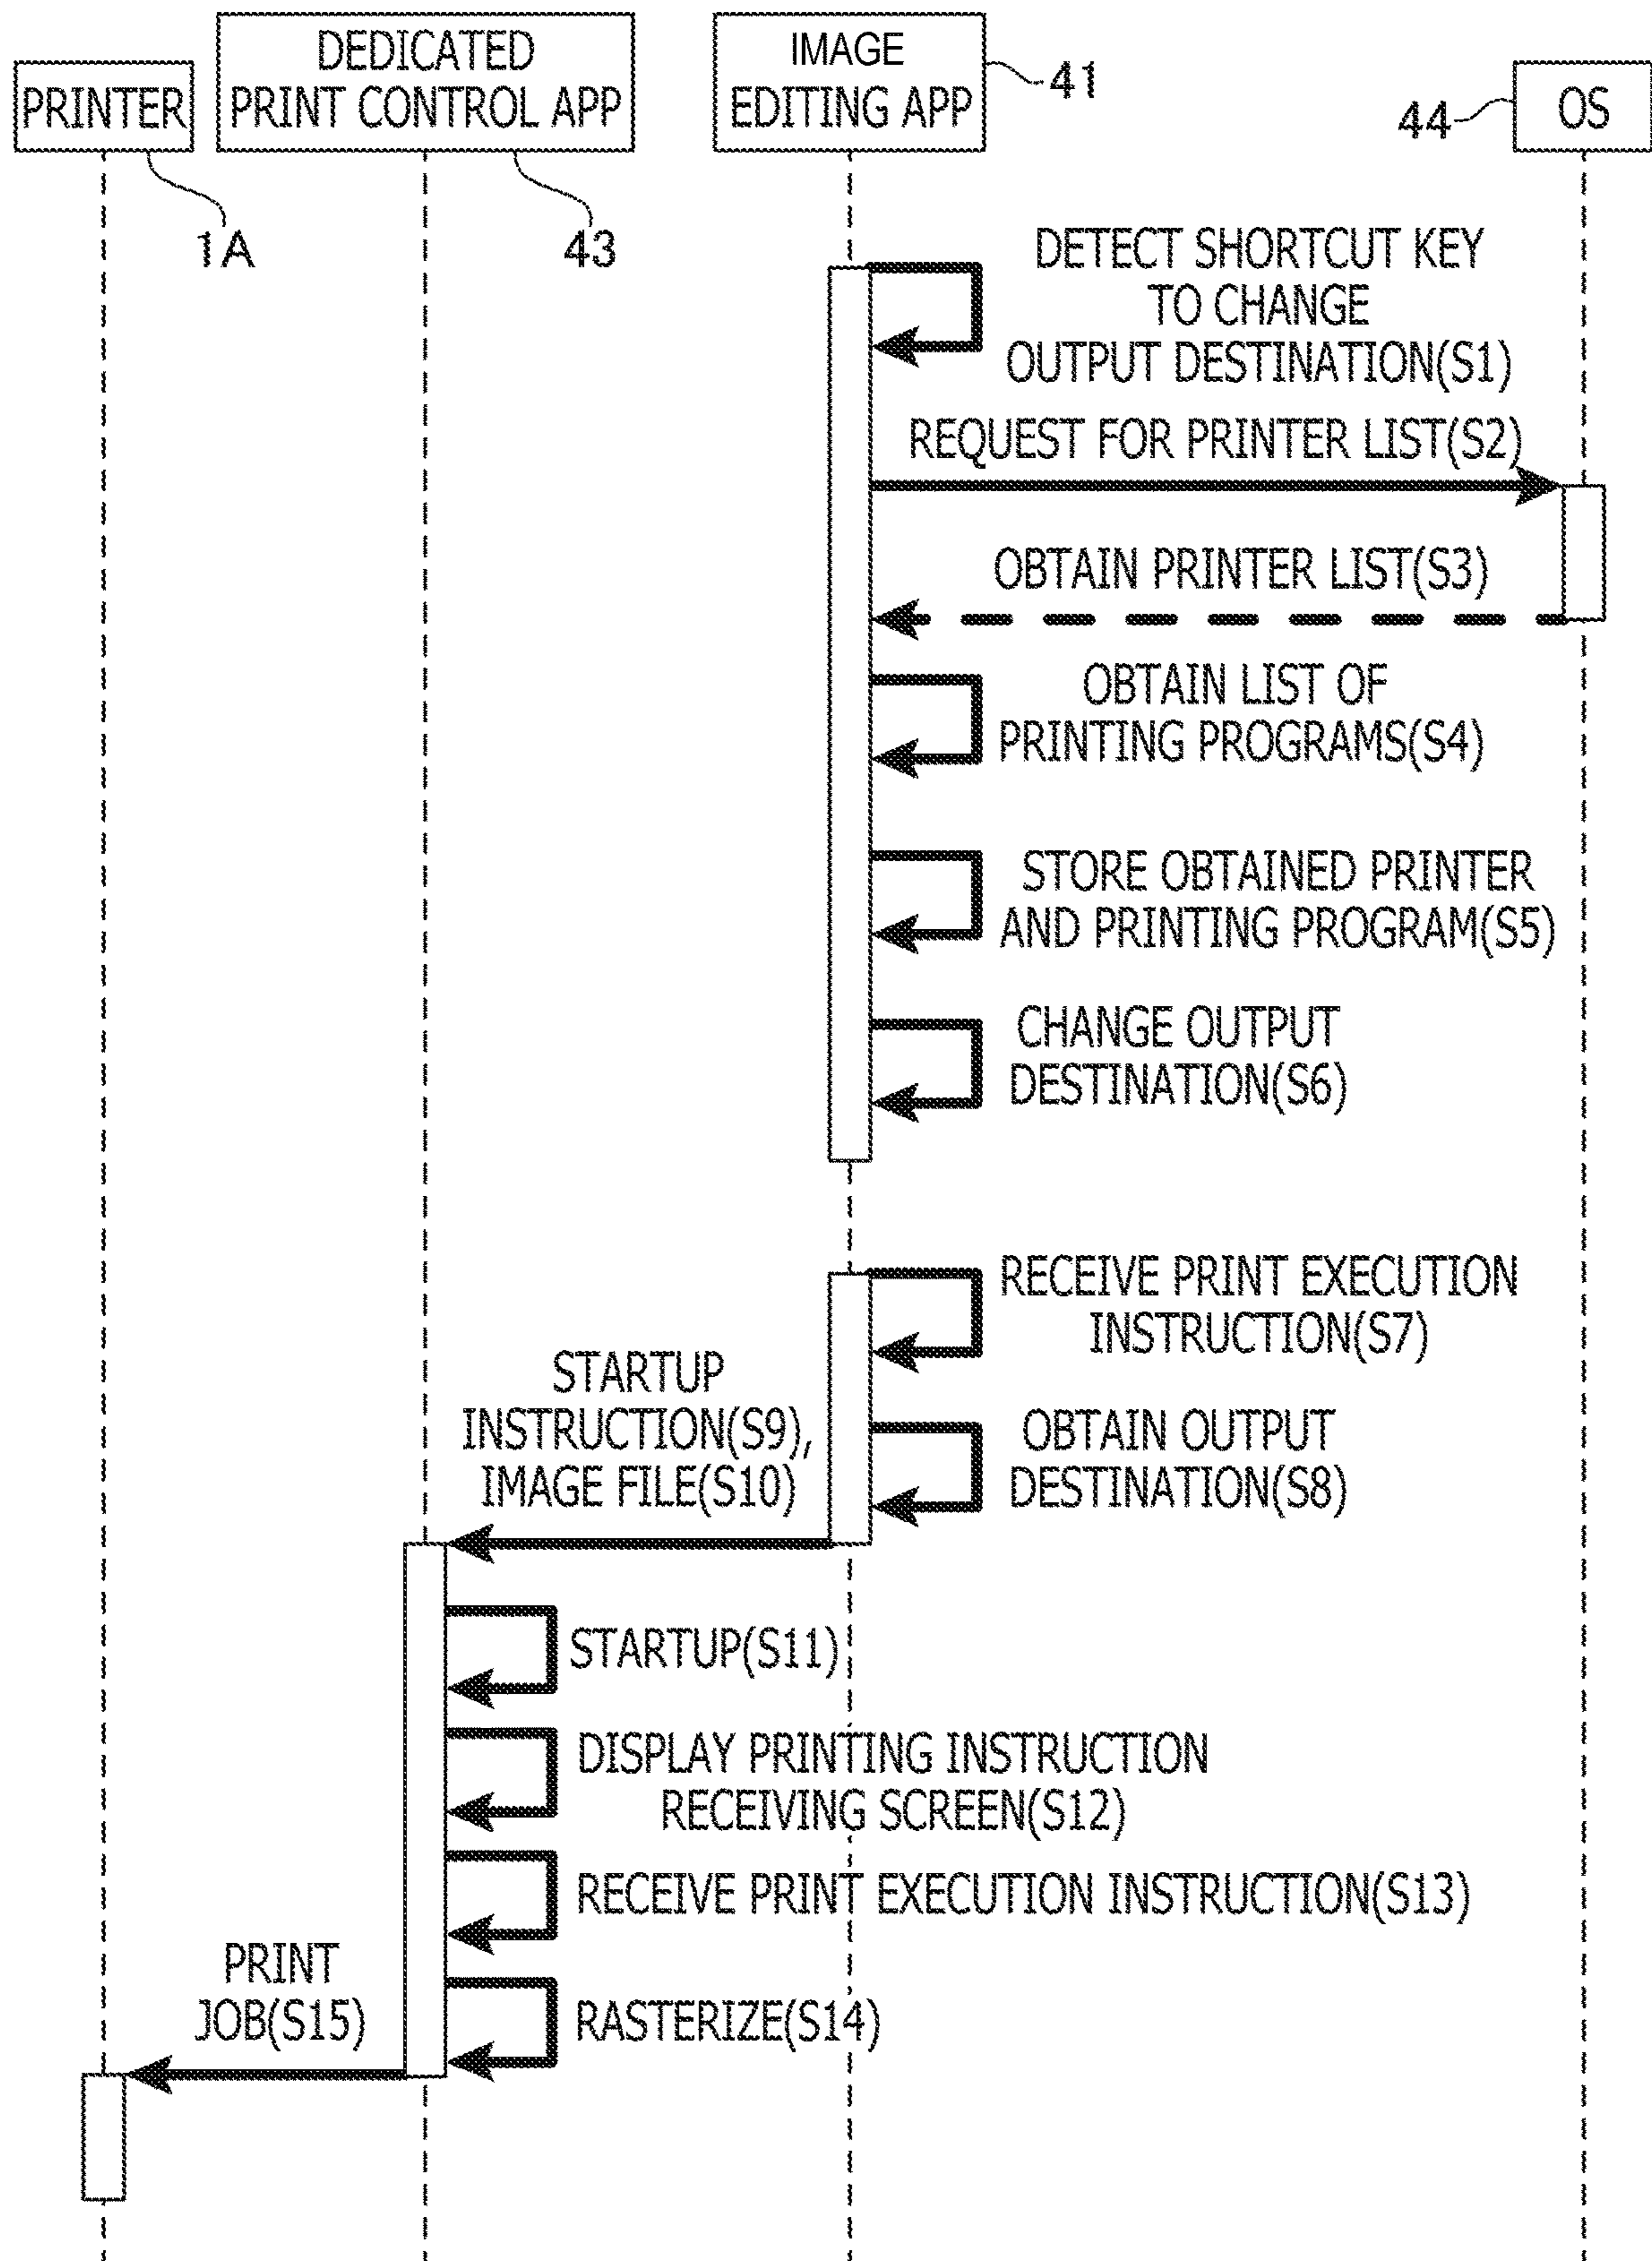 PRINTER
DEDICATED
PRINT CONTROL APP
IMAGE
EDITING APP
41
44
OS
1A
43
DETECT SHORTCUT KEY
TO CHANGE
OUTPUT DESTINATION(S1)
REQUEST FOR PRINTER LIST(S2)
OBTAIN PRINTER LIST(S3)
OBTAIN LIST OF
PRINTING PROGRAMS(S4)
STORE OBTAINED PRINTER
AND PRINTING PROGRAM(S5)
CHANGE OUTPUT
DESTINATION(S6)
RECEIVE PRINT EXECUTION
INSTRUCTION(S7)
STARTUP
INSTRUCTION(S9),
IMAGE FILE(S10)
OBTAIN OUTPUT
DESTINATION(S8)
STARTUP(S11)
DISPLAY PRINTING INSTRUCTION
RECEIVING SCREEN(S12)
RECEIVE PRINT EXECUTION INSTRUCTION(S13)
PRINT
JOB(S15)
RASTERIZE(S14)